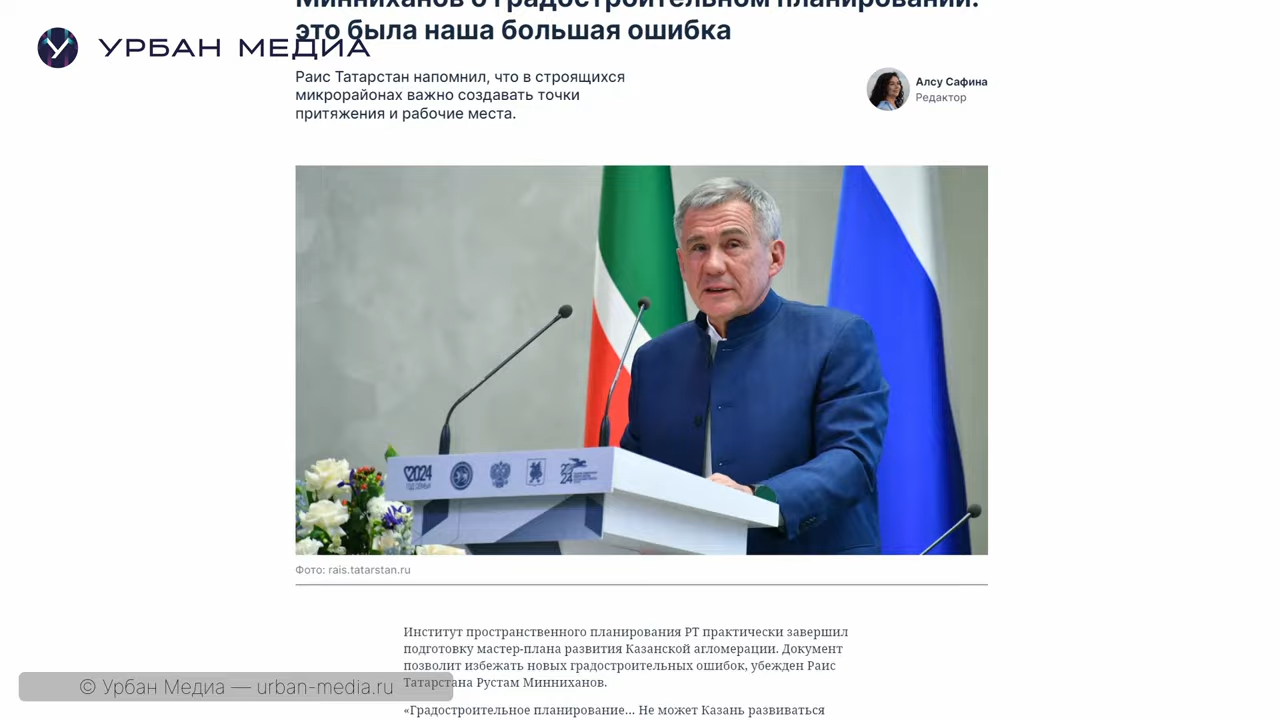 Минниханов о градостроительном планировании:
это была наша большая ошибка
УРБАН МЕДИА
Раис Татарстан напомнил, что в строящихся
микрорайонах важно создавать точки
притяжения и рабочие места.
Алсу Сафина
Редактор
2024
Фото: rais.tatarstan.ru
Институт пространственного планирования РТ практически завершил
подготовку мастер-плана развития Казанской агломерации. Документ
позволит избежать новых градостроительных ошибок, убежден Раис
Татарстана Рустам Минниханов.
© Урбан Медиа — urban-media.ru
«Градостроительное планирование... Не может Казань развиваться